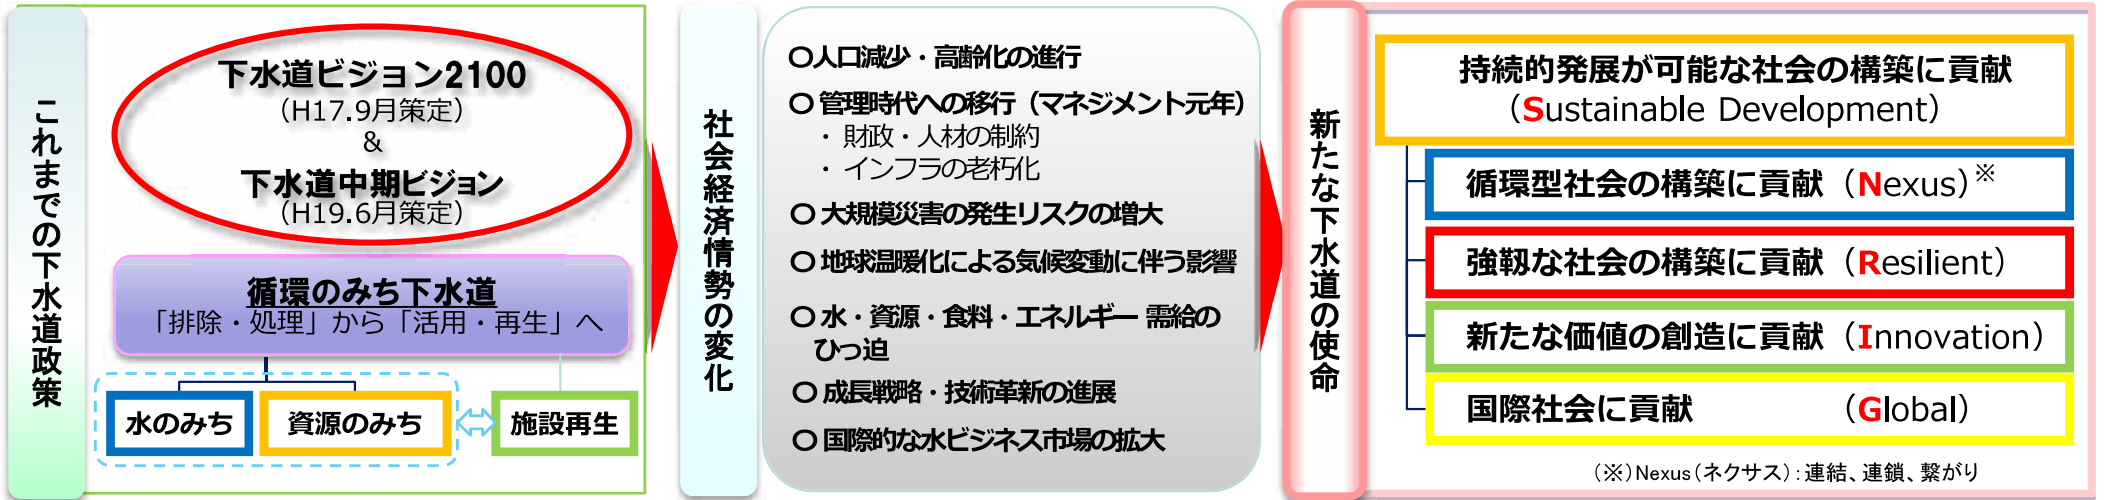 これまでの下水道政策
下水道ビジョン2100
(H17.9月策定)
&
下水道中期ビジョン
(H19.6月策定)
循環のみち下水道
「排除・処理」から「活用・再生」へ
水のみち
資源のみち
施設再生
社会経済情勢の変化
〇人口減少・高齢化の進行
〇 管理時代への移行（マネジメント元年）
・ 財政・人材の制約
・ インフラの老朽化
〇 大規模災害の発生リスクの増大
〇 地球温暖化による気候変動に伴う影響
〇 水・資源・食料・エネルギー 需給の
ひっ迫
〇 成長戦略・技術革新の進展
〇 国際的な水ビジネス市場の拡大
新たな下水道の使命
持続的発展が可能な社会の構築に貢献
（Sustainable Development）
循環型社会の構築に貢献（Nexus）※
強靱な社会の構築に貢献（Resilient）
新たな価値の創造に貢献（Innovation）
国際社会に貢献 （Global）
（※）Nexus（ネクサス）：連結、連鎖、繋がり